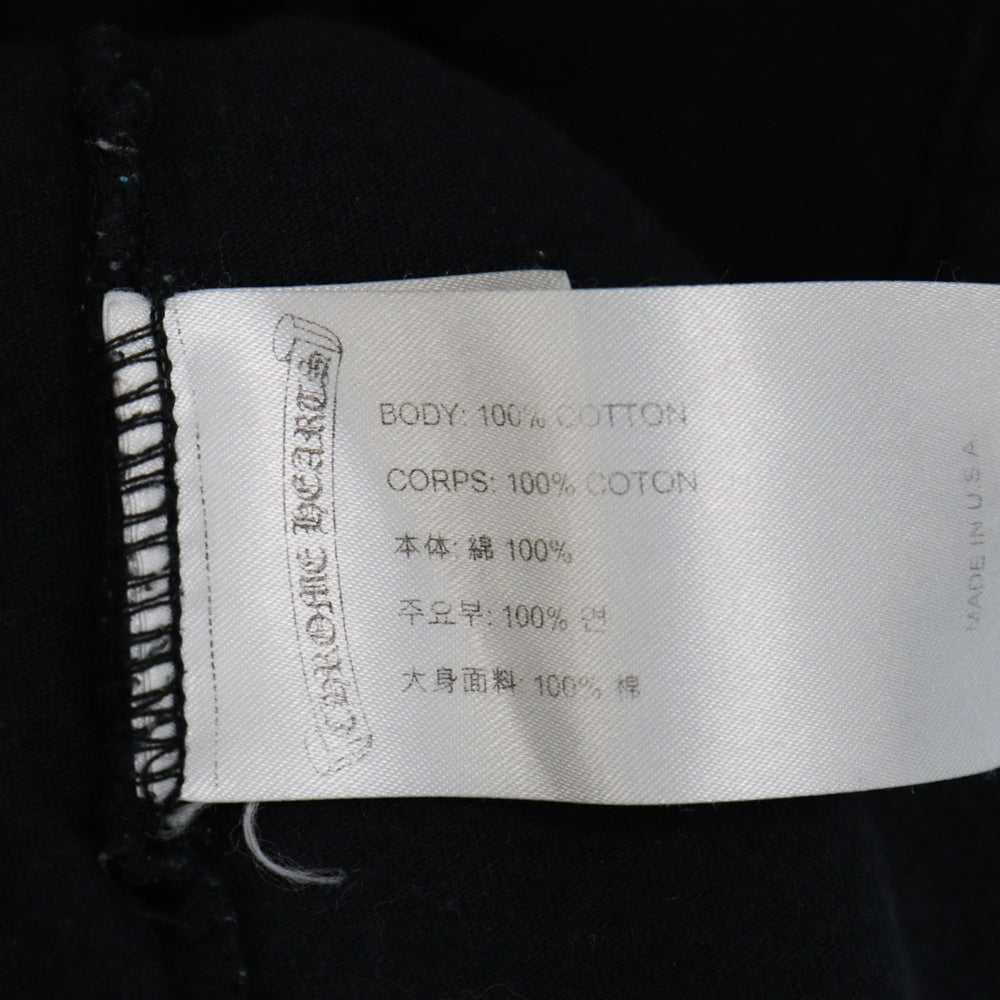 CHROME HEARTS
BODY: 100% COTTON
CORPS: 100% COTON
本体: 綿 100%
주요부: 100% 면
大身面料: 100% 棉
MADE IN U S A